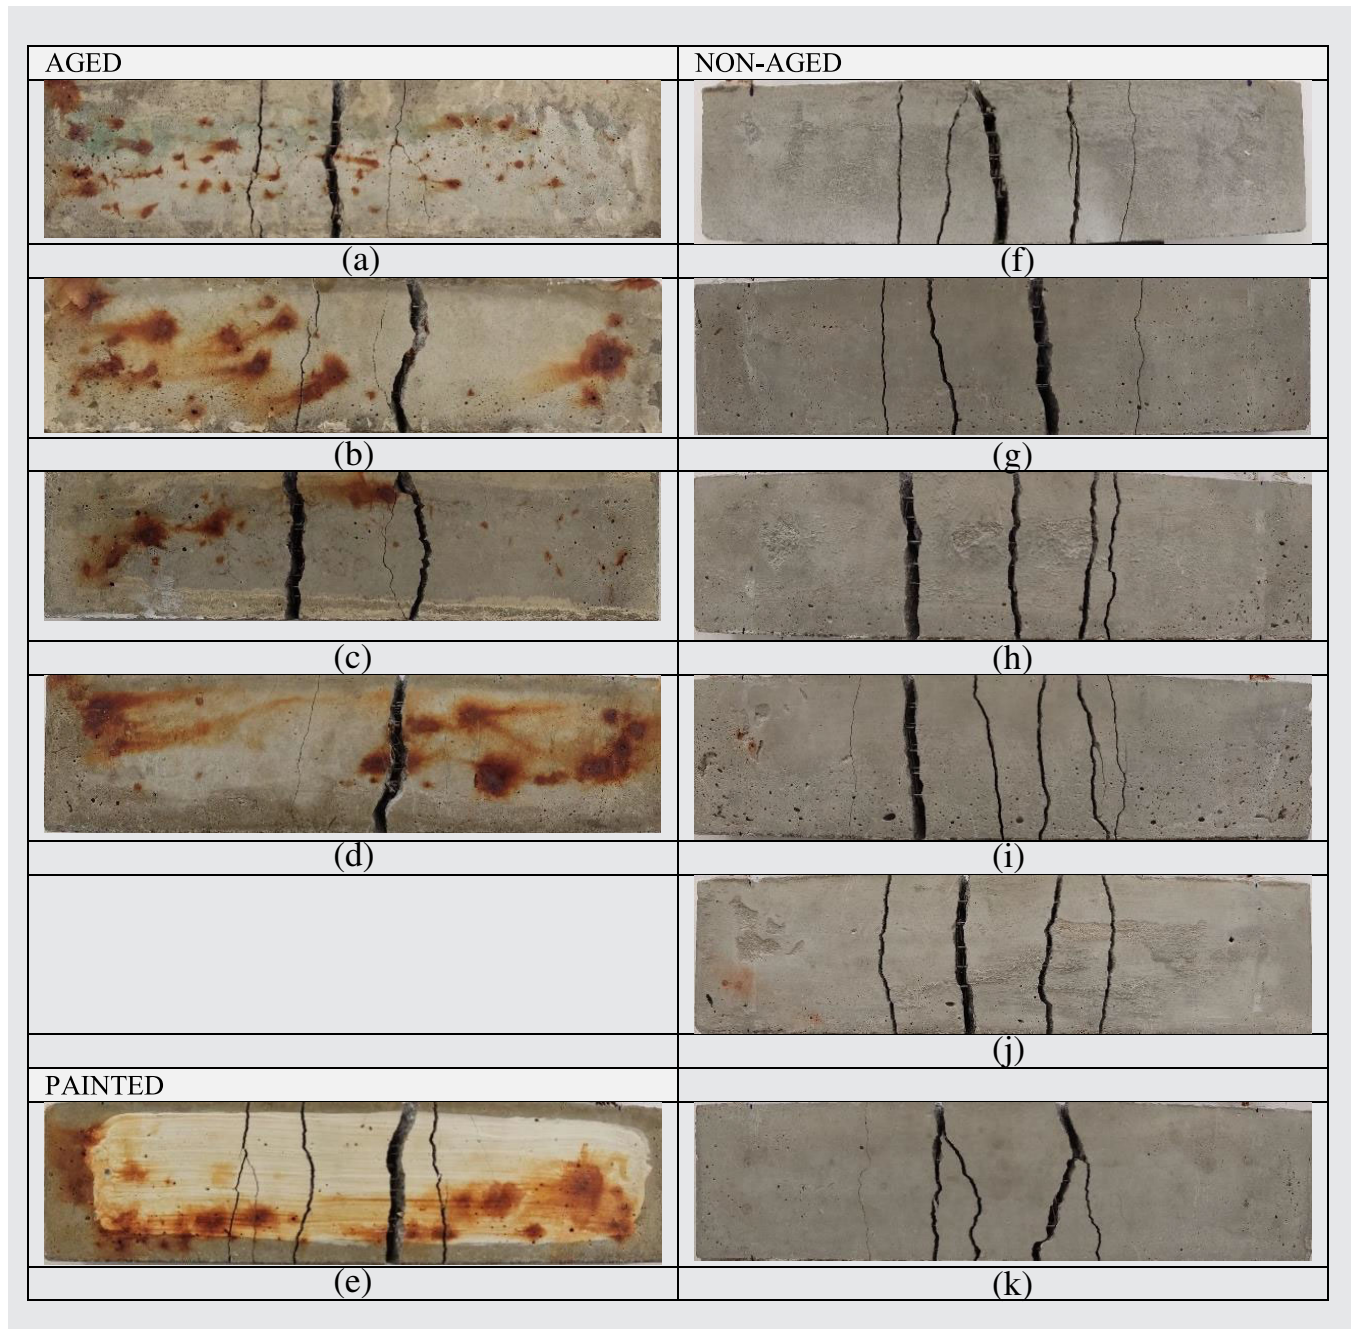 AGED NON-AGED
(a) (f)
(b) (g)
(c) (h)
(d) (i)
(j)
PAINTED
(e) (k)